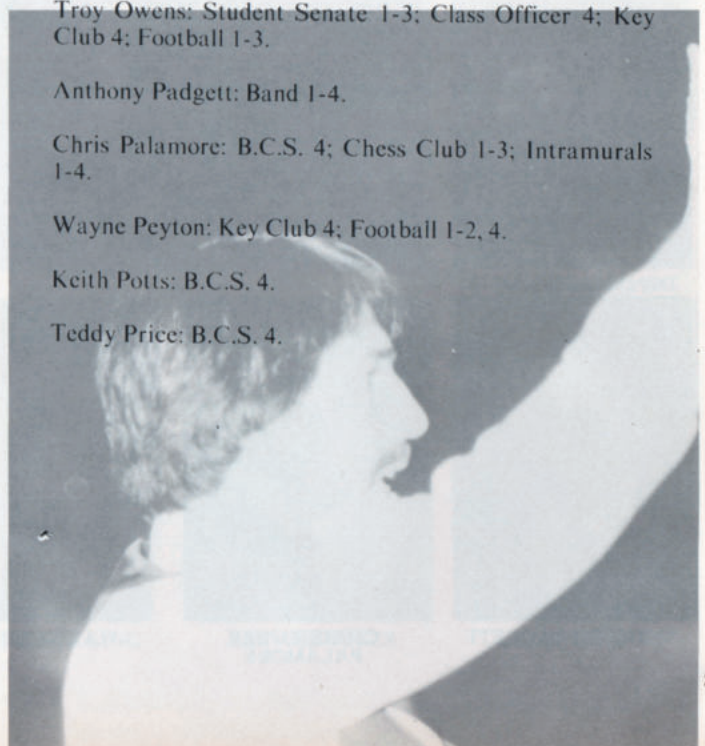 Troy Owens: Student Senate 1-3; Class Officer 4; Key
Club 4; Football 1-3.
Anthony Padgett: Band 1-4.
Chris Palamore: B.C.S. 4; Chess Club 1-3; Intramurals
1-4.
Wayne Peyton: Key Club 4; Football 1-2, 4.
Keith Potts: B.C.S. 4.
Teddy Price: B.C.S. 4.